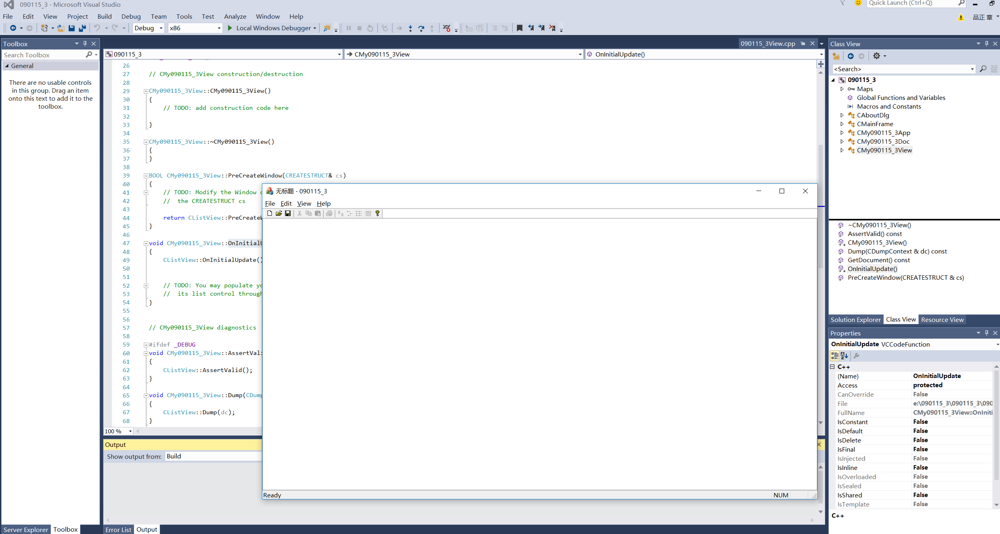 090115_3 - Microsoft Visual Studio
Quick Launch (Ctrl+Q)
File Edit View Project Build Debug Team Tools Test Analyze Window Help
品正 章
Debug x86 Local Windows Debugger
Toolbox
Search Toolbox
General
There are no usable controls
in this group. Drag an item
onto this text to add it to the
toolbox.
Server Explorer Toolbox
090115_3View.cpp
090115_3 CMy090115_3View OnInitialUpdate()
26
27 // CMy090115_3View construction/destruction
28
29 CMy090115_3View::CMy090115_3View()
30 {
31 // TODO: add construction code here
32
33 }
34
35 CMy090115_3View::~CMy090115_3View()
36 {
37 }
38
39 BOOL CMy090115_3View::PreCreateWindow(CREATESTRUCT& cs)
40 {
41 // TODO: Modify the Window
42 // the CREATESTRUCT cs
43
44 return CListView::PreCreateW
45 }
46
47 void CMy090115_3View::OnInitialU
48 {
49 CListView::OnInitialUpdate()
50
51
52 // TODO: You may populate yo
53 // its list control through
54 }
55
56
57 // CMy090115_3View diagnostics
58
59 #ifdef _DEBUG
60 void CMy090115_3View::AssertVali
61 {
62 CListView::AssertValid();
63 }
64
65 void CMy090115_3View::Dump(CDump
66 {
67 CListView::Dump(dc);
68 }
100 %
Output
Show output from: Build
Error List Output
无标题 - 090115_3
File Edit View Help
Ready NUM
Class View
<Search>
090115_3
Maps
Global Functions and Variables
Macros and Constants
CAboutDlg
CMainFrame
CMy090115_3App
CMy090115_3Doc
CMy090115_3View
~CMy090115_3View()
AssertValid() const
CMy090115_3View()
Dump(CDumpContext & dc) const
GetDocument() const
OnInitialUpdate()
PreCreateWindow(CREATESTRUCT & cs)
Solution Explorer Class View Resource View
Properties
OnInitialUpdate VCCodeFunction
C++
(Name) OnInitialUpdate
Access protected
CanOverride False
File e:\090115_3\090115_3\090
FullName CMy090115_3View::OnIniti
IsConstant False
IsDefault False
IsDelete False
IsFinal False
IsInjected False
IsInline False
IsOverloaded False
IsSealed False
IsShared False
IsTemplate False
C++